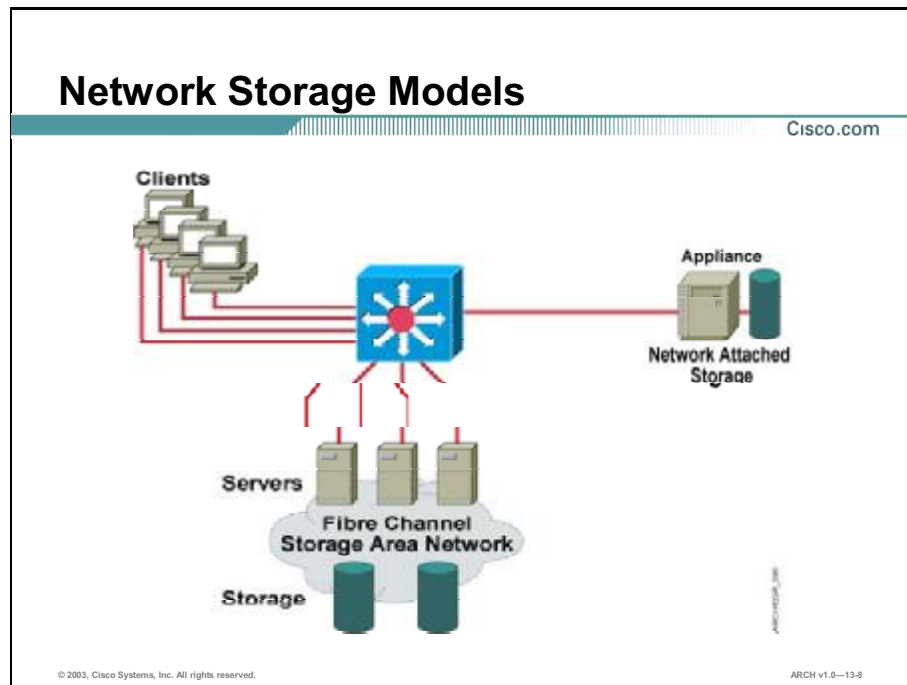 Network Storage Models
Cisco.com
Clients
Appliance
Network Attached
Storage
Servers
Fibre Channel
Storage Area Network
Storage
© 2003, Cisco Systems, Inc. All rights reserved.
ARCH v1.0—13-8